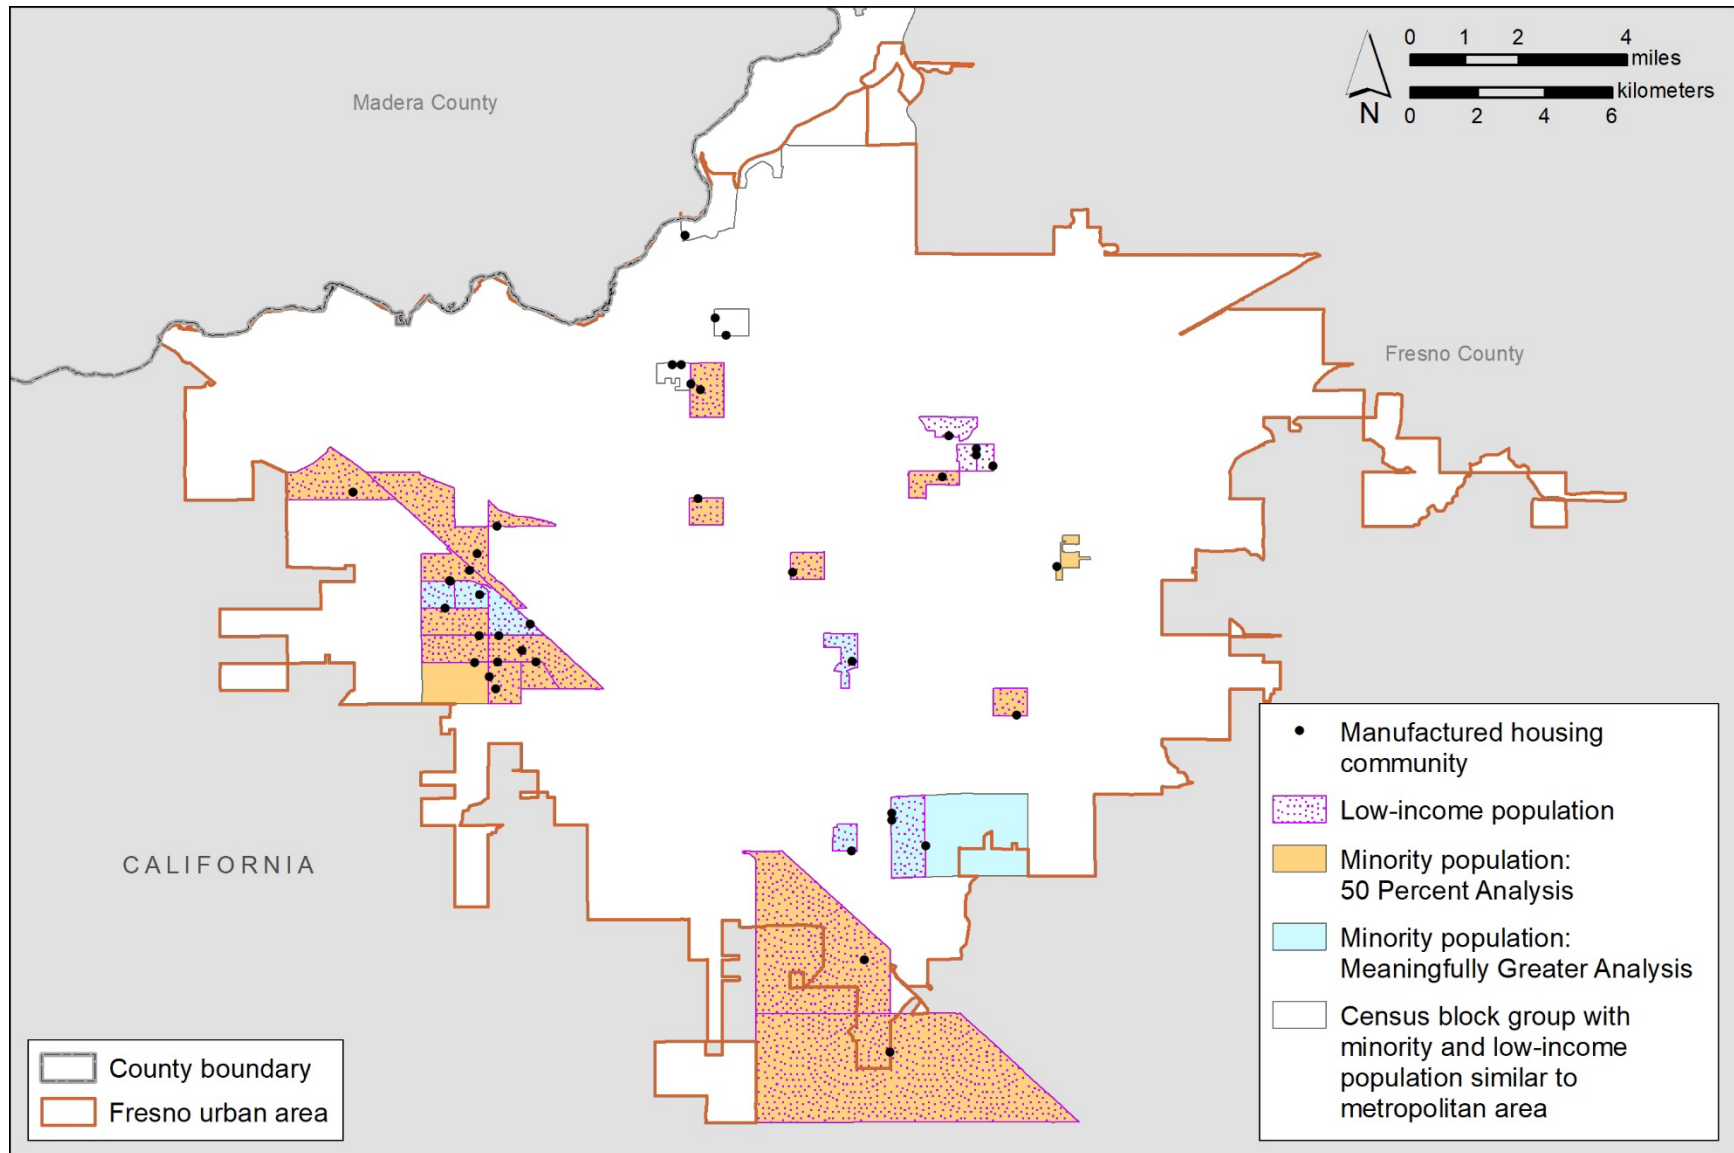 Madera County
0 1 2 4
miles
kilometers
0 2 4 6
N
Fresno County
CALIFORNIA
Manufactured housing
community
Low-income population
Minority population:
50 Percent Analysis
Minority population:
Meaningfully Greater Analysis
Census block group with
minority and low-income
population similar to
metropolitan area
County boundary
Fresno urban area